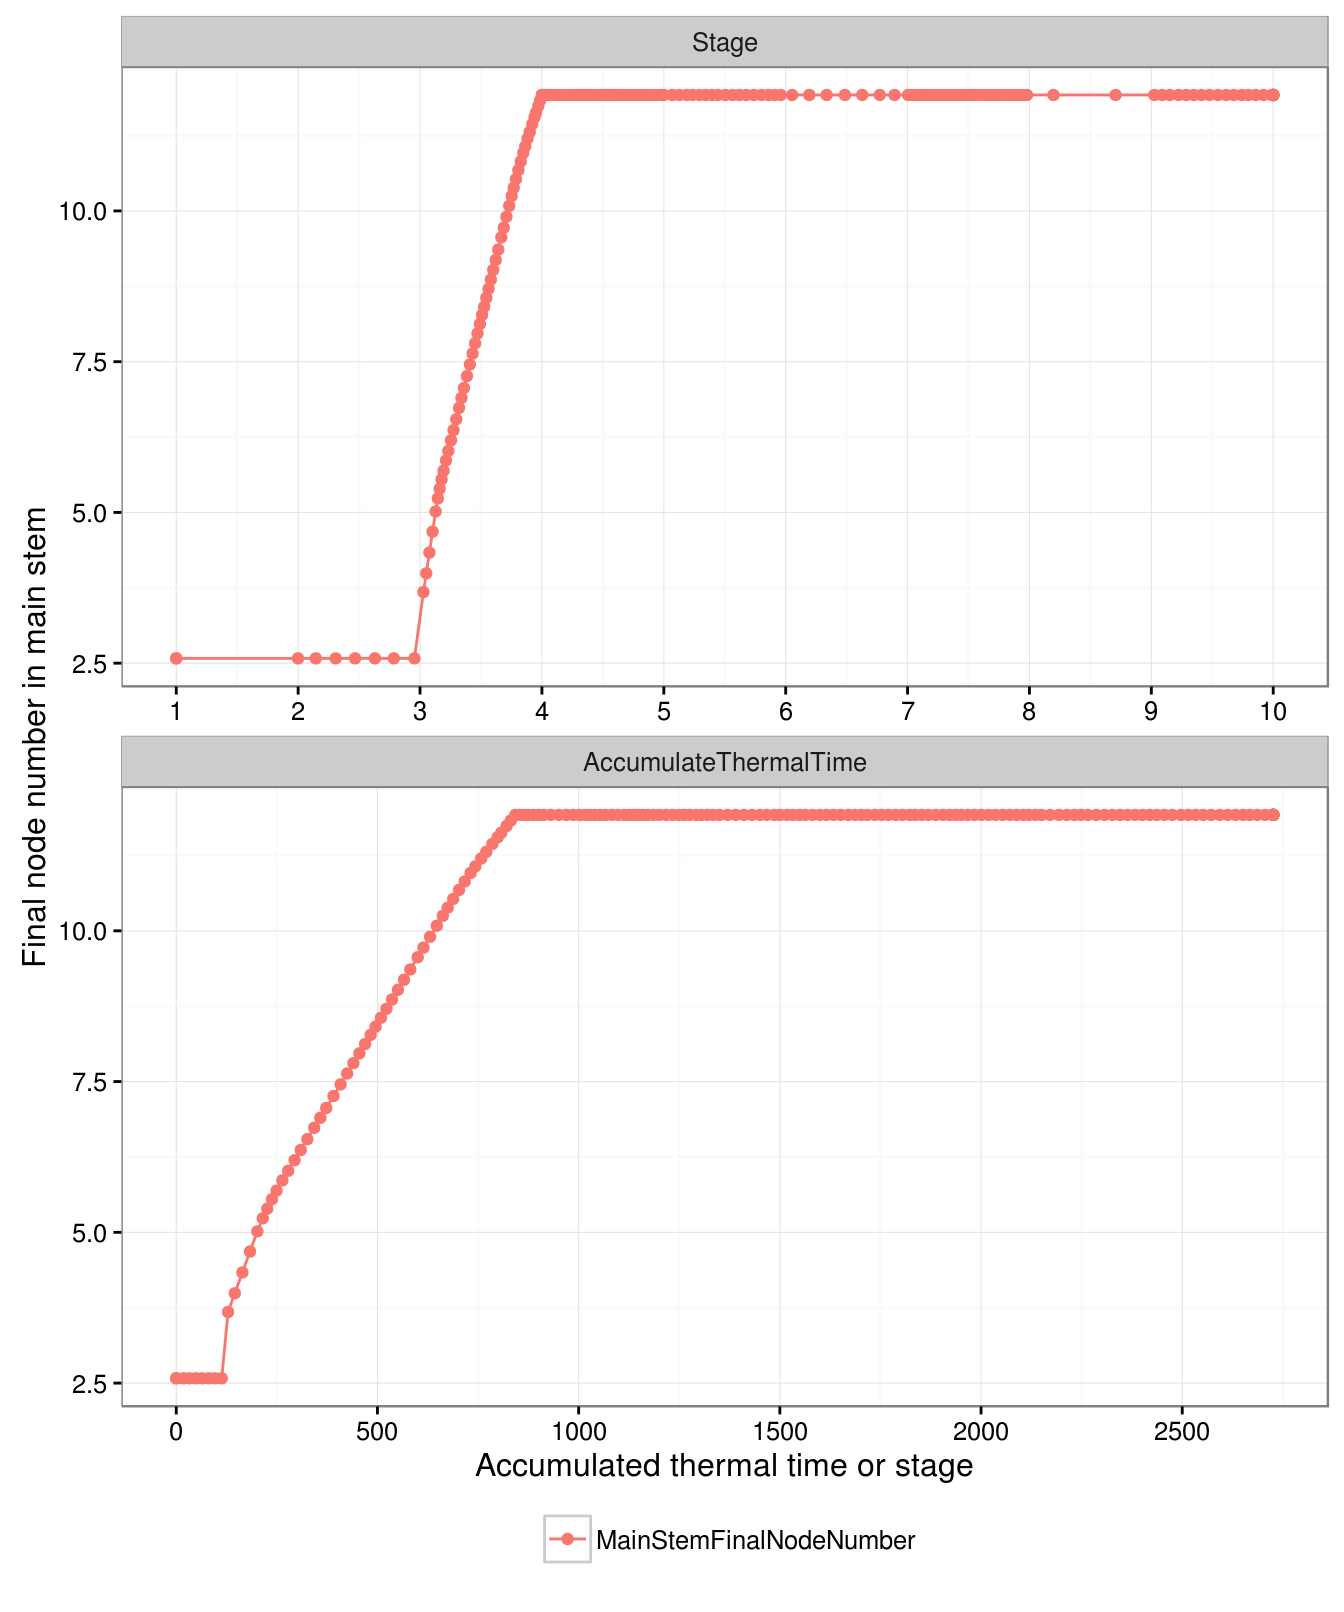 Stage
10.0
7.5
5.0
2.5
1 2 3 4 5 6 7 8 9 10
Final node number in main stem
AccumulateThermalTime
10.0
7.5
5.0
2.5
0 500 1000 1500 2000 2500
Accumulated thermal time or stage
MainStemFinalNodeNumber